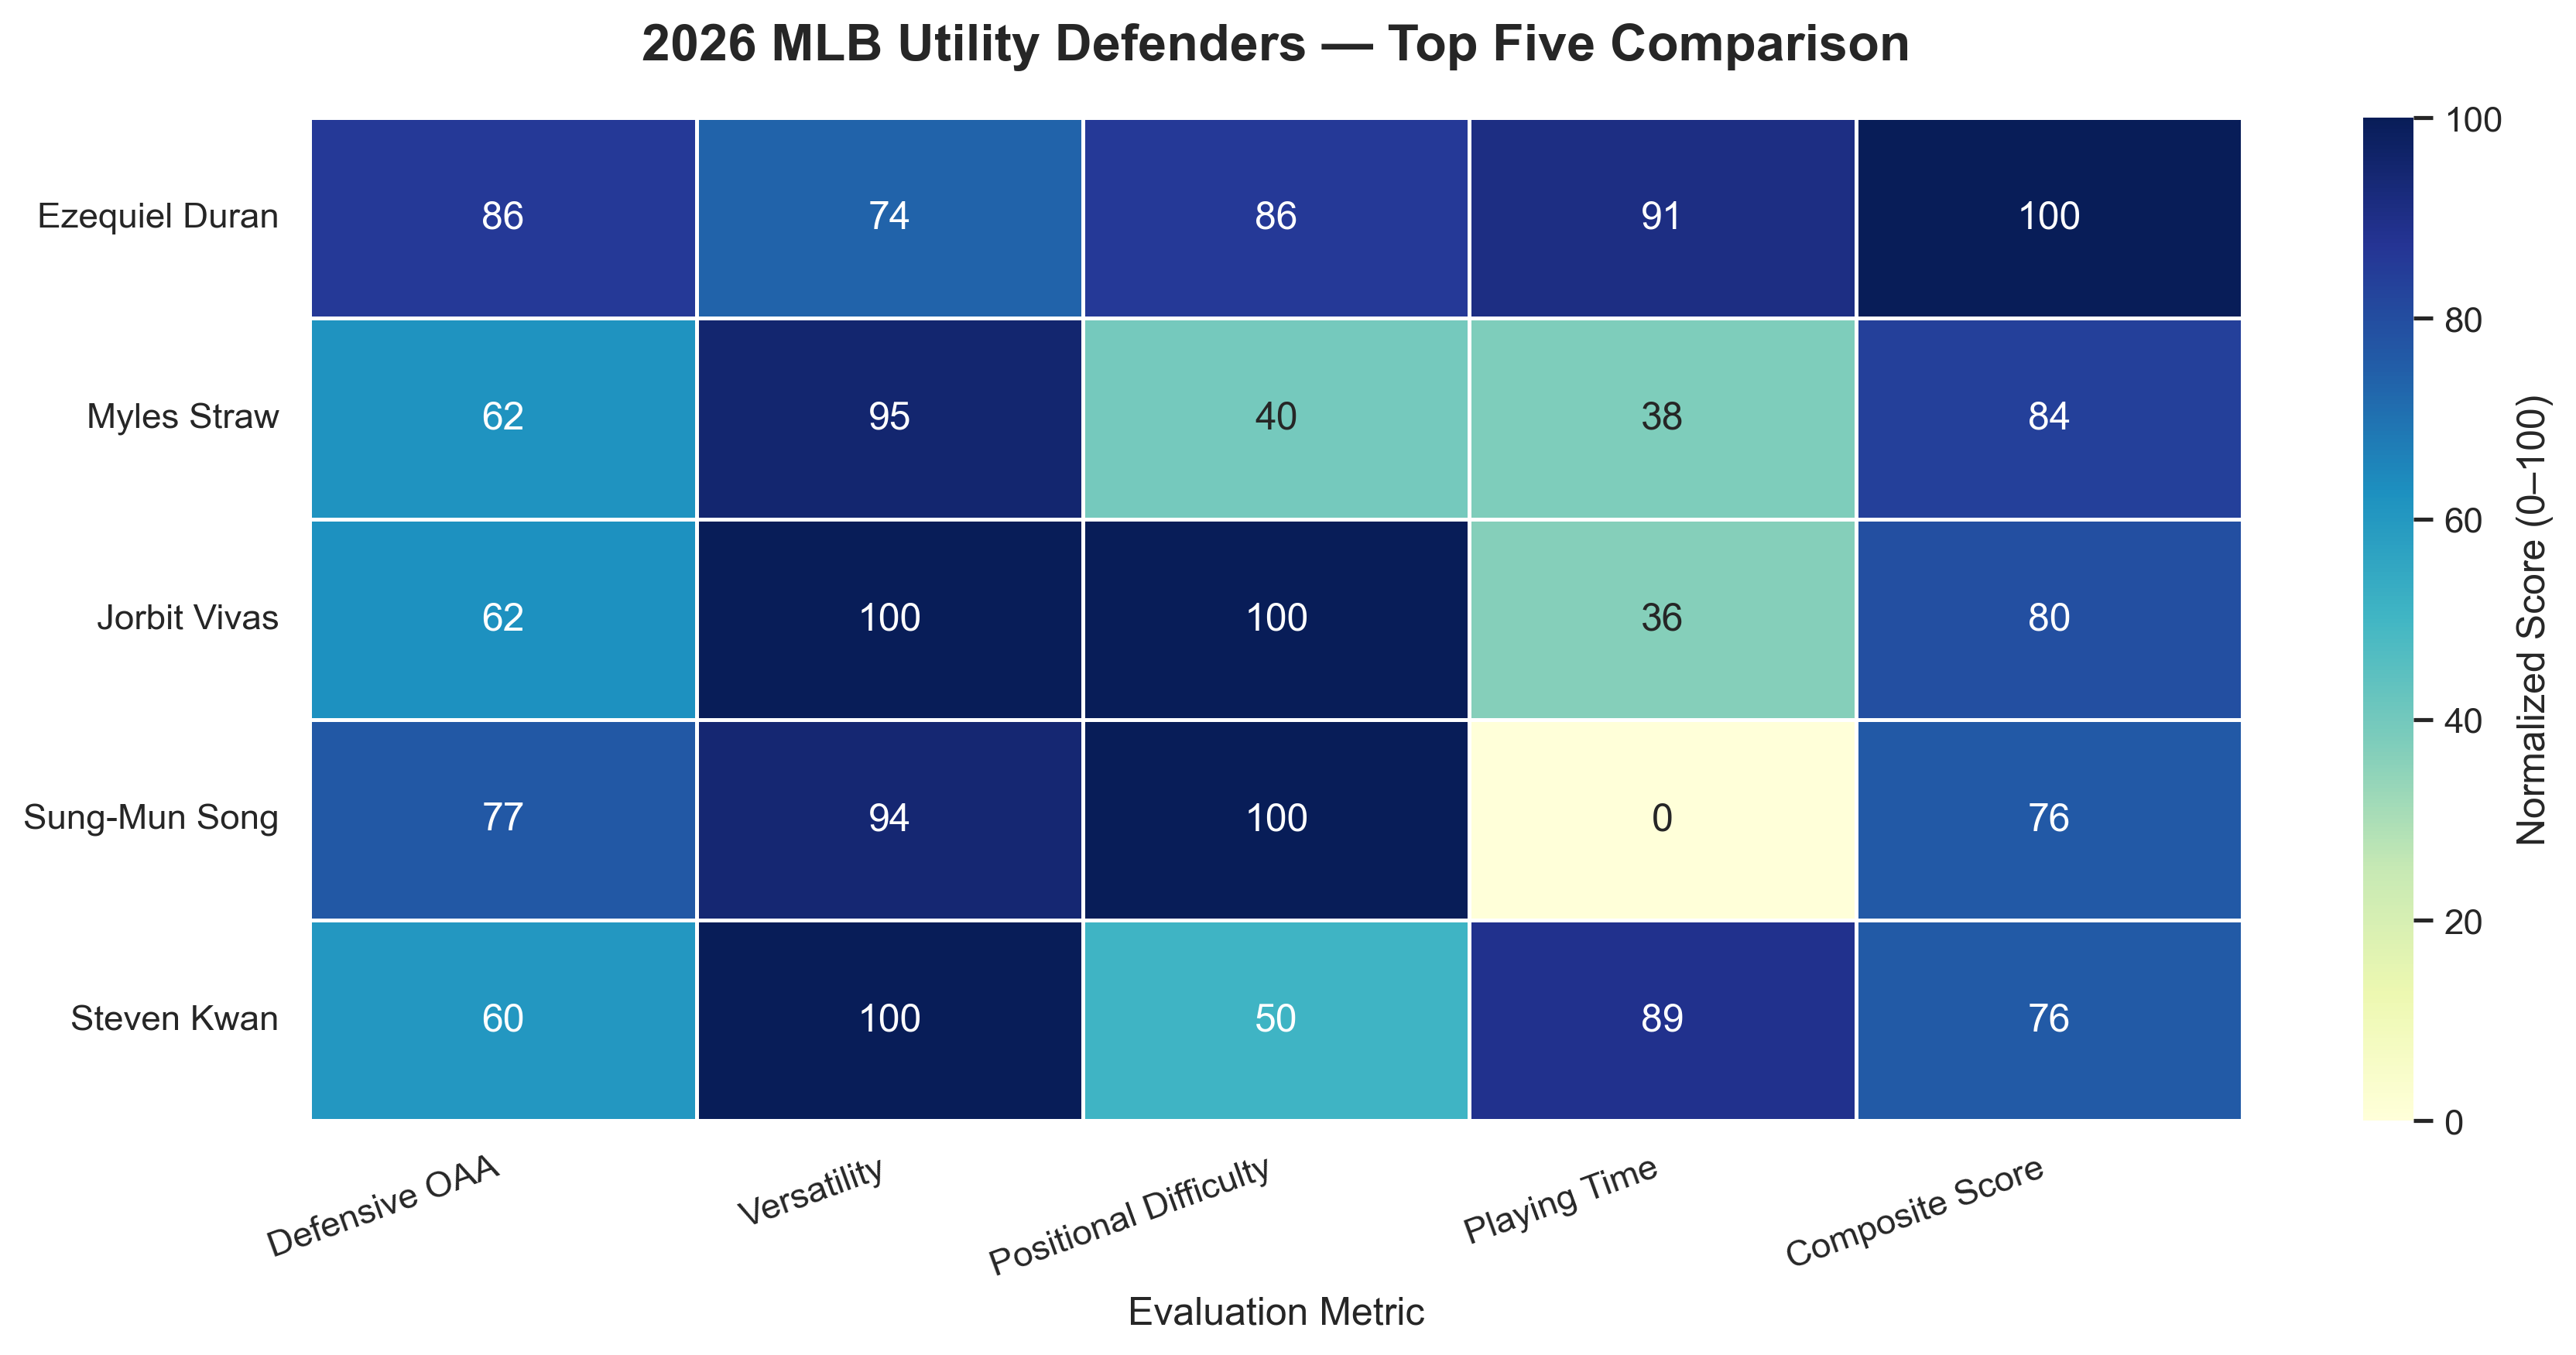 2026 MLB Utility Defenders — Top Five Comparison
Ezequiel Duran 86 74 86 91 100
Myles Straw 62 95 40 38 84
Jorbit Vivas 62 100 100 36 80
Sung-Mun Song 77 94 100 0 76
Steven Kwan 60 100 50 89 76
Defensive OAA Versatility Positional Difficulty Playing Time Composite Score
Evaluation Metric
100
80
60
40
20
0
Normalized Score (0–100)